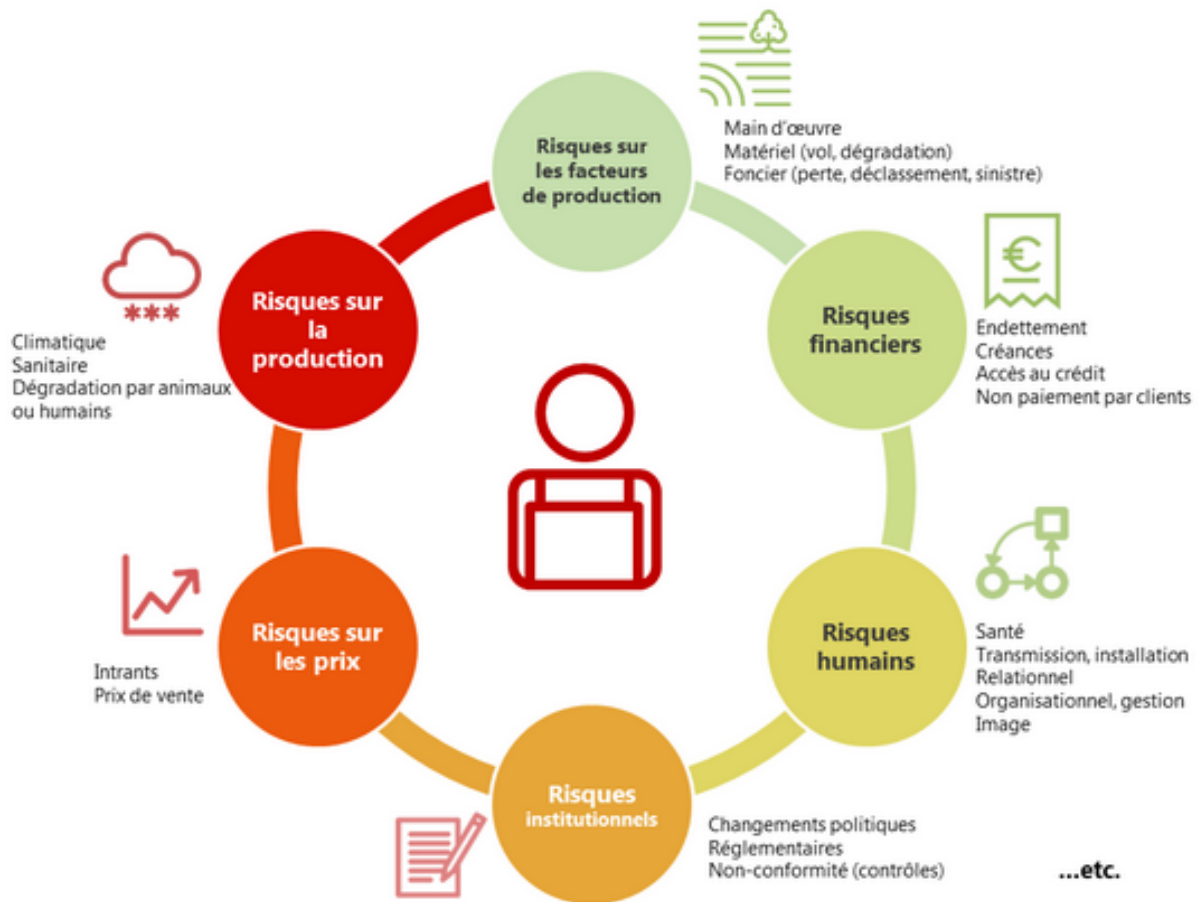 Risques sur
les facteurs
de production
Main d'œuvre
Matériel (vol, dégradation)
Foncier (perte, déclassement, sinistre)
Risques
financiers
Endettement
Créances
Accès au crédit
Non paiement par clients
Risques
humains
Santé
Transmission, installation
Relationnel
Organisationnel, gestion
Image
Risques
institutionnels
Changements politiques
Réglementaires
Non-conformité (contrôles)
Risques sur
les prix
Intrants
Prix de vente
Risques sur
la
production
Climatique
Sanitaire
Dégradation par animaux
ou humains
...etc.